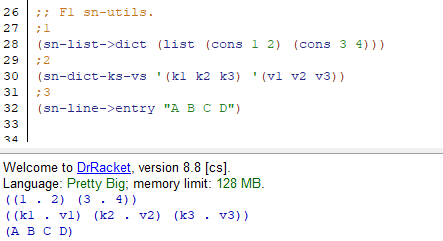 26 ;; F1 sn-utils.
27 ;1
28 (sn-list->dict (list (cons 1 2) (cons 3 4)))
29 ;2
30 (sn-dict-ks-vs '(k1 k2 k3) '(v1 v2 v3))
31 ;3
32 (sn-line->entry "A B C D")
33
34
Welcome to DrRacket, version 8.8 [cs].
Language: Pretty Big; memory limit: 128 MB.
((1 . 2) (3 . 4))
((k1 . v1) (k2 . v2) (k3 . v3))
(A B C D)